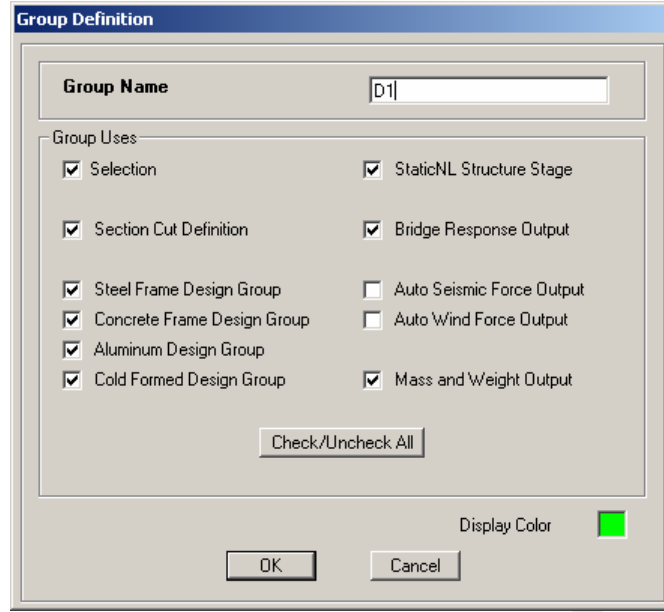 Group Definition
Group Name D1
Group Uses
Selection StaticNL Structure Stage
Section Cut Definition Bridge Response Output
Steel Frame Design Group Auto Seismic Force Output
Concrete Frame Design Group Auto Wind Force Output
Aluminum Design Group
Cold Formed Design Group Mass and Weight Output
Check/Uncheck All
Display Color
OK Cancel